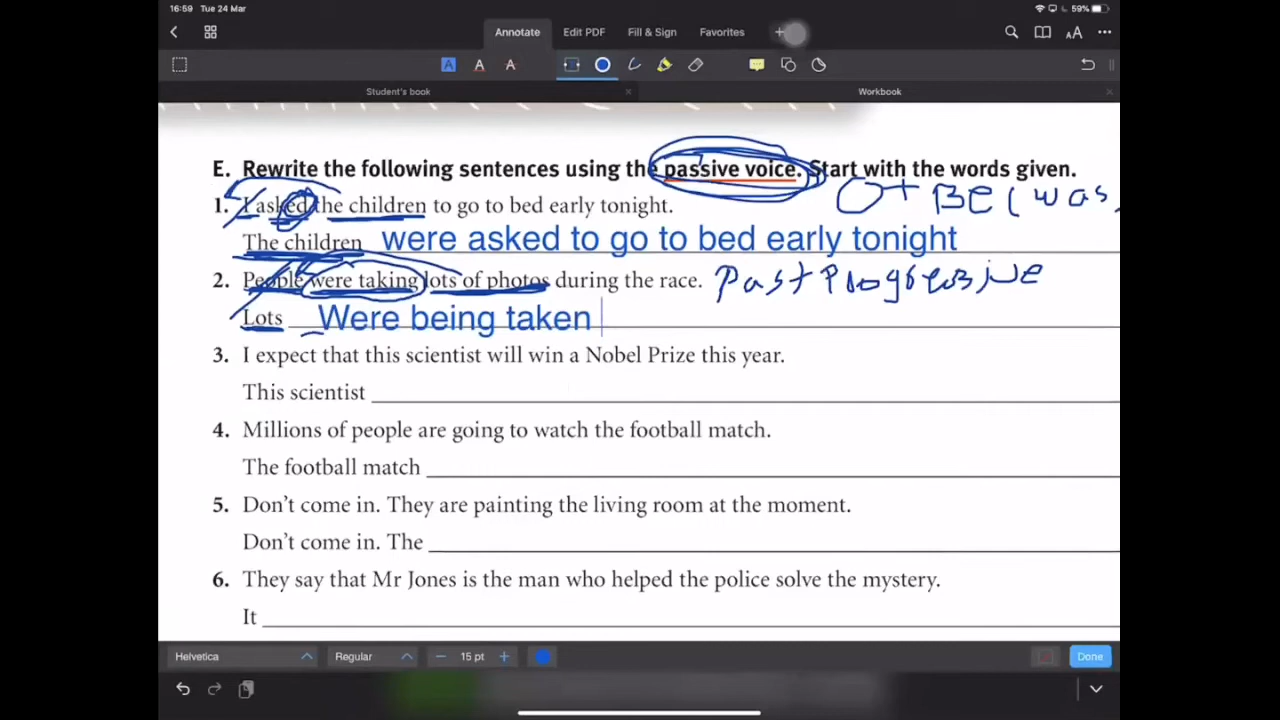 16:59 Tue 24 Mar 59%
Annotate Edit PDF Fill & Sign Favorites +
A A A
Student's book × Workbook ×
E. Rewrite the following sentences using the passive voice. Start with the words given.
1. I asked the children to go to bed early tonight. O + BE ( was,
The children were asked to go to bed early tonight
2. People were taking lots of photos during the race. Past Progressive
Lots Were being taken
3. I expect that this scientist will win a Nobel Prize this year.
This scientist
4. Millions of people are going to watch the football match.
The football match
5. Don't come in. They are painting the living room at the moment.
Don't come in. The
6. They say that Mr Jones is the man who helped the police solve the mystery.
It
Helvetica Regular − 15 pt + Done